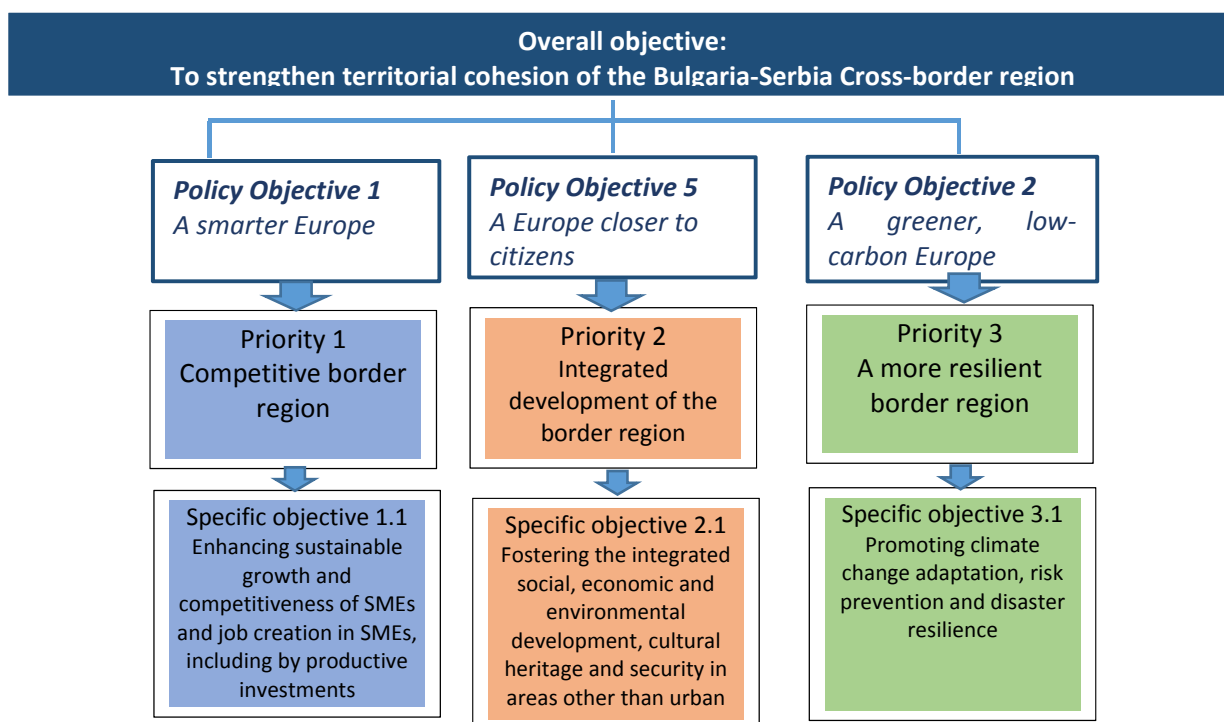 Overall objective:
To strengthen territorial cohesion of the Bulgaria-Serbia Cross-border region
Policy Objective 1
A smarter Europe
Policy Objective 5
A Europe closer to
citizens
Policy Objective 2
A greener, low-
carbon Europe
Priority 1
Competitive border
region
Priority 2
Integrated
development of the
border region
Priority 3
A more resilient
border region
Specific objective 1.1
Enhancing sustainable
growth and
competitiveness of SMEs
and job creation in SMEs,
including by productive
investments
Specific objective 2.1
Fostering the integrated
social, economic and
environmental
development, cultural
heritage and security in
areas other than urban
Specific objective 3.1
Promoting climate
change adaptation, risk
prevention and disaster
resilience